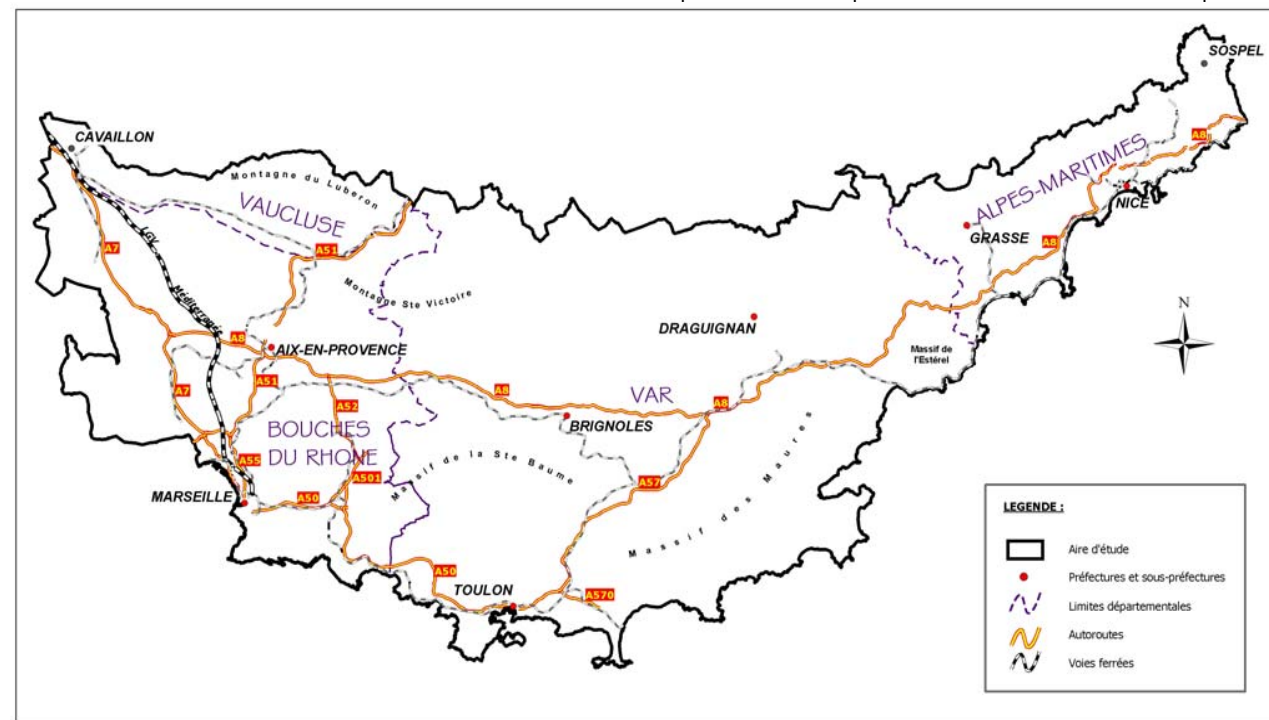 SOSPEL
CAVAILLON
A8
Montagne du Luberon
ALPES-MARITIMES
VAUCLUSE
NICE
GRASSE
LGV
A7
A51
A8
Méditerranée
Montagne Ste Victoire
N
DRAGUIGNAN
A8
AIX-EN-PROVENCE
Massif de
l'Estérel
A51
A7
A52
A8
VAR
A8
BRIGNOLES
BOUCHES
DU RHONE
Massif de la Ste Baume
Massif des Maures
A55
A501
A57
MARSEILLE
A50
A50
TOULON
A570
LEGENDE :
Aire d'étude
Préfectures et sous-préfectures
Limites départementales
Autoroutes
Voies ferrées